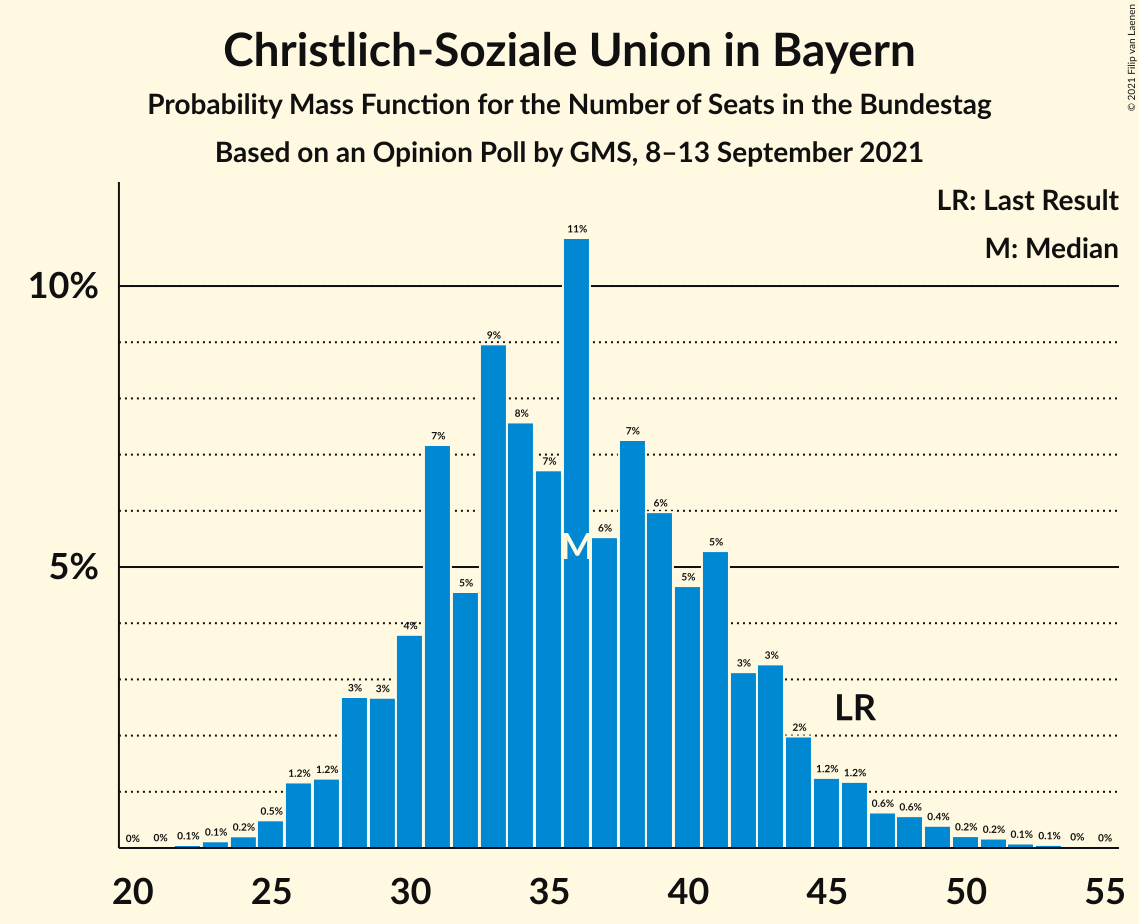 Christlich-Soziale Union in Bayern
Probability Mass Function for the Number of Seats in the Bundestag
Based on an Opinion Poll by GMS, 8–13 September 2021
© 2021 Filip van Laenen
LR: Last Result
M: Median
10%
5%
0% 0% 0.1% 0.1% 0.2% 0.5% 1.2% 1.2% 3% 3% 4% 7% 5% 9% 8% 7% 11% 6% 7% 6% 5% 5% 3% 3% 2% 1.2% 1.2% 0.6% 0.6% 0.4% 0.2% 0.2% 0.1% 0.1% 0% 0%
M
LR
20 25 30 35 40 45 50 55